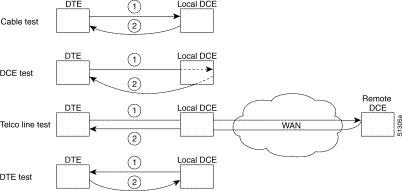 DTE
1
Local DCE
Cable test
2
DTE
1
Local DCE
DCE test
2
Remote
DCE
DTE
1
Local DCE
Telco line test
WAN
2
S1305a
DTE
1
Local DCE
DTE test
2